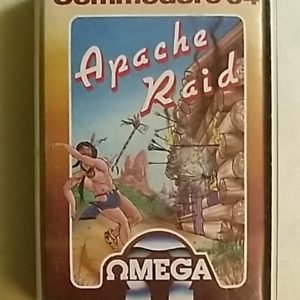 Commodore 64
Apache
Raid
ΩMEGA